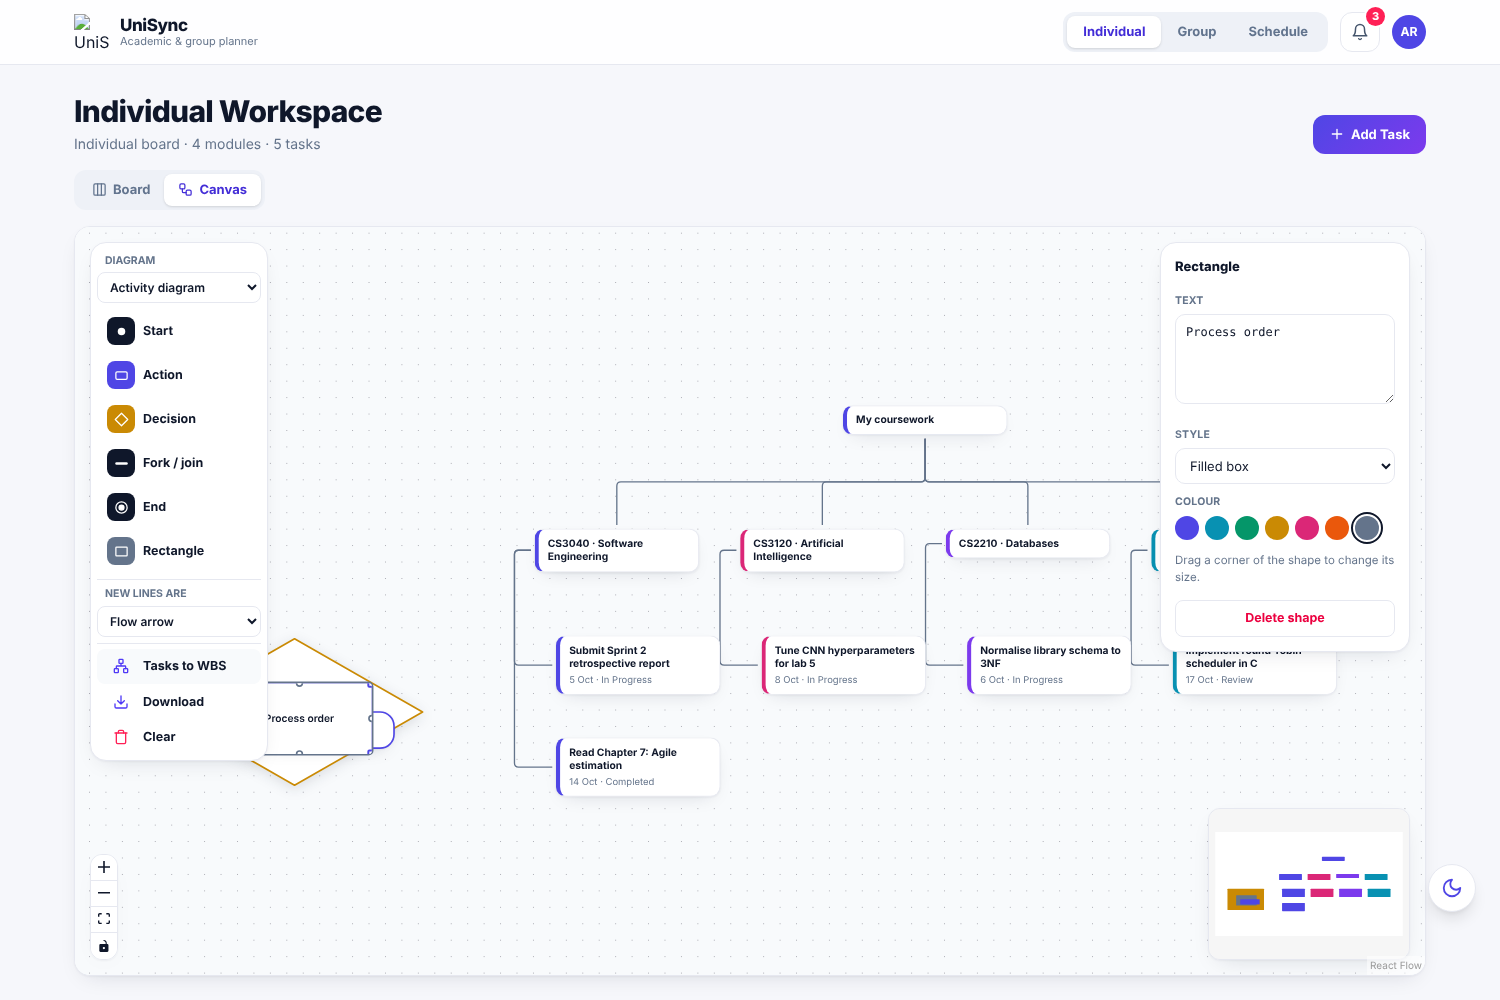 UniS
UniSync
Academic & group planner
Individual
Group
Schedule
3
AR
Individual Workspace
Individual board · 4 modules · 5 tasks
Add Task
Board
Canvas
DIAGRAM
Activity diagram
Start
Action
Decision
Fork / join
End
Rectangle
NEW LINES ARE
Flow arrow
Tasks to WBS
Download
Clear
Process order
My coursework
CS3040 · Software
Engineering
CS3120 · Artificial
Intelligence
CS2210 · Databases
Submit Sprint 2
retrospective report
5 Oct · In Progress
Tune CNN hyperparameters
for lab 5
8 Oct · In Progress
Normalise library schema to
3NF
6 Oct · In Progress
Implement round-robin
scheduler in C
17 Oct · Review
Read Chapter 7: Agile
estimation
14 Oct · Completed
Rectangle
TEXT
Process order
STYLE
Filled box
COLOUR
Drag a corner of the shape to change its
size.
Delete shape
React Flow